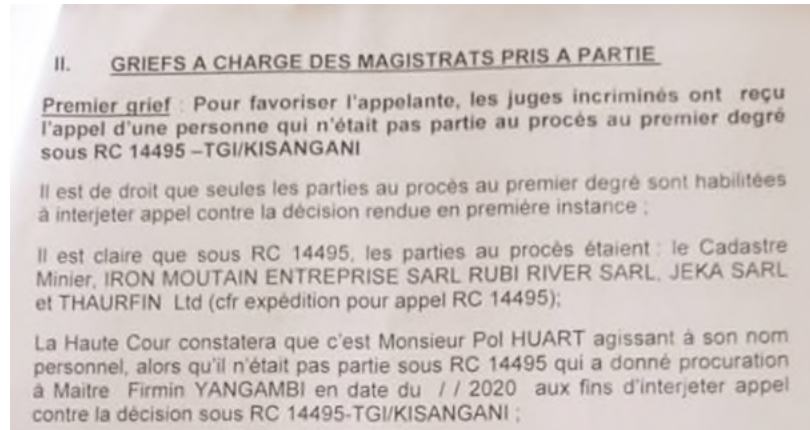 II. GRIEFS A CHARGE DES MAGISTRATS PRIS A PARTIE
Premier grief : Pour favoriser l'appelante, les juges incriminés ont reçu
l'appel d'une personne qui n'était pas partie au procès au premier degré
sous RC 14495 –TGI/KISANGANI
Il est de droit que seules les parties au procès au premier degré sont habilitées
à interjeter appel contre la décision rendue en première instance ;
Il est claire que sous RC 14495, les parties au procès étaient : le Cadastre
Minier, IRON MOUTAIN ENTREPRISE SARL RUBI RIVER SARL, JEKA SARL
et THAURFIN Ltd (cfr expédition pour appel RC 14495);
La Haute Cour constatera que c'est Monsieur Pol HUART agissant à son nom
personnel, alors qu'il n'était pas partie sous RC 14495 qui a donné procuration
à Maitre Firmin YANGAMBI en date du / / 2020 aux fins d'interjeter appel
contre la décision sous RC 14495-TGI/KISANGANI ;